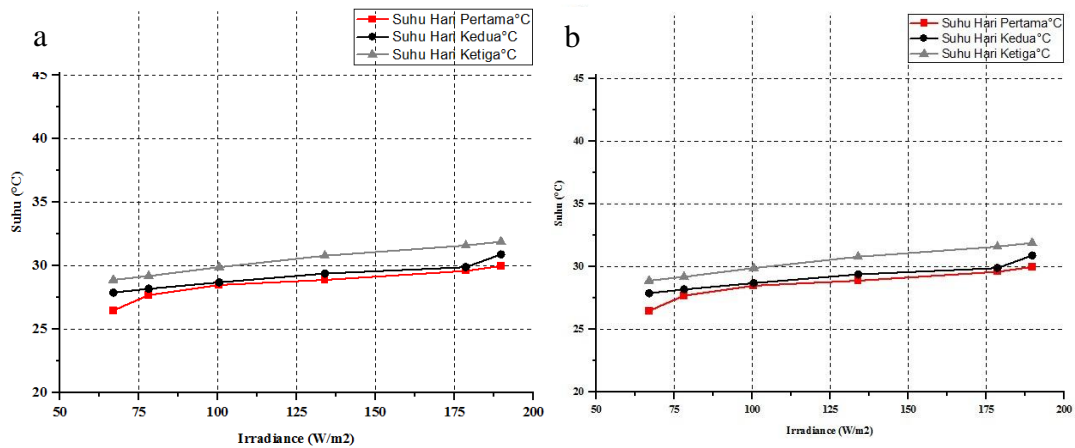 a
Suhu Hari Pertama°C
Suhu Hari Kedua°C
Suhu Hari Ketiga°C
45
40
35
30
25
20
Suhu (°C)
50 75 100 125 150 175 200
Irradiance (W/m2)
b
Suhu Hari Pertama°C
Suhu Hari Kedua°C
Suhu Hari Ketiga°C
45
40
35
30
25
20
Suhu (°C)
50 75 100 125 150 175 200
Irradiance (W/m2)